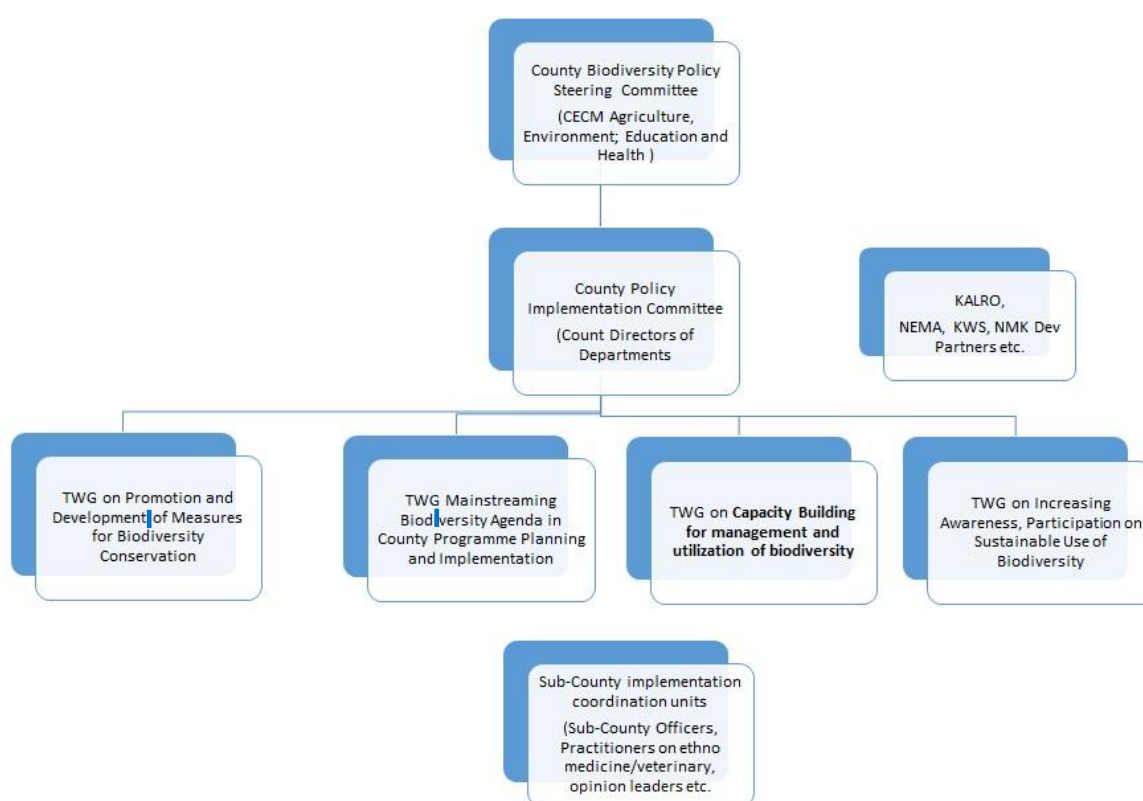 County Biodiversity Policy
Steering Committee
(CECM Agriculture,
Environment; Education and
Health )
County Policy
Implementation Committee
(Count Directors of
Departments
KALRO,
NEMA, KWS, NMK Dev
Partners etc.
TWG on Promotion and
Development of Measures
for Biodiversity
Conservation
TWG Mainstreaming
Biodiversity Agenda in
County Programme Planning
and Implementation
TWG on Capacity Building
for management and
utilization of biodiversity
TWG on Increasing
Awareness, Participation on
Sustainable Use of
Biodiversity
Sub-County implementation
coordination units
(Sub-County Officers,
Practitioners on ethno
medicine/veterinary,
opinion leaders etc.